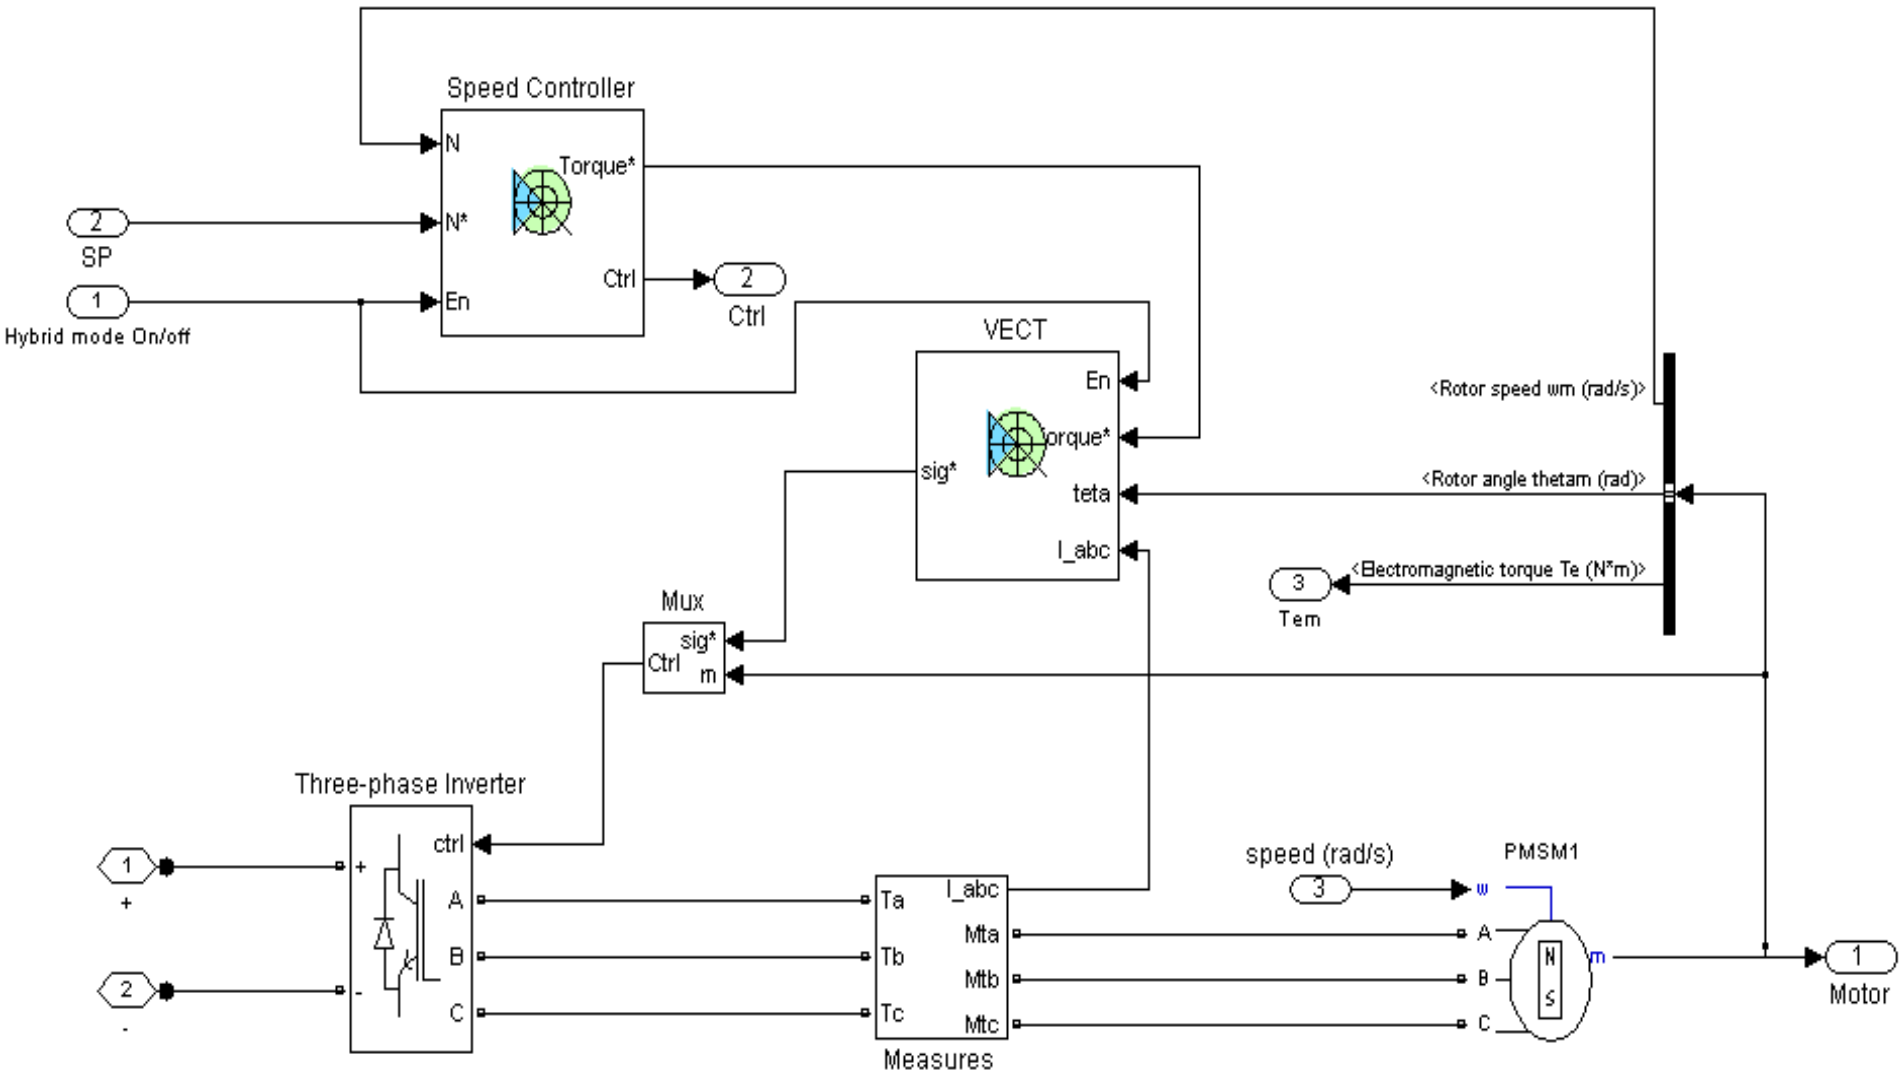 Speed Controller
N
Torque*
N*
Ctrl
En
2
SP
1
Hybrid mode On/off
2
Ctrl
VECT
En
orque*
sig*
teta
I_abc
<Rotor speed wm (rad/s)>
<Rotor angle thetam (rad)>
<Electromagnetic torque Te (N*m)>
3
Tem
Mux
sig*
Ctrl
m
Three-phase Inverter
ctrl
+
A
B
-
C
1
+
2
-
I_abc
Ta
Mta
Tb
Mtb
Tc
Mtc
Measures
speed (rad/s)
3
PMSM1
w
A
B
C
N
S
m
1
Motor